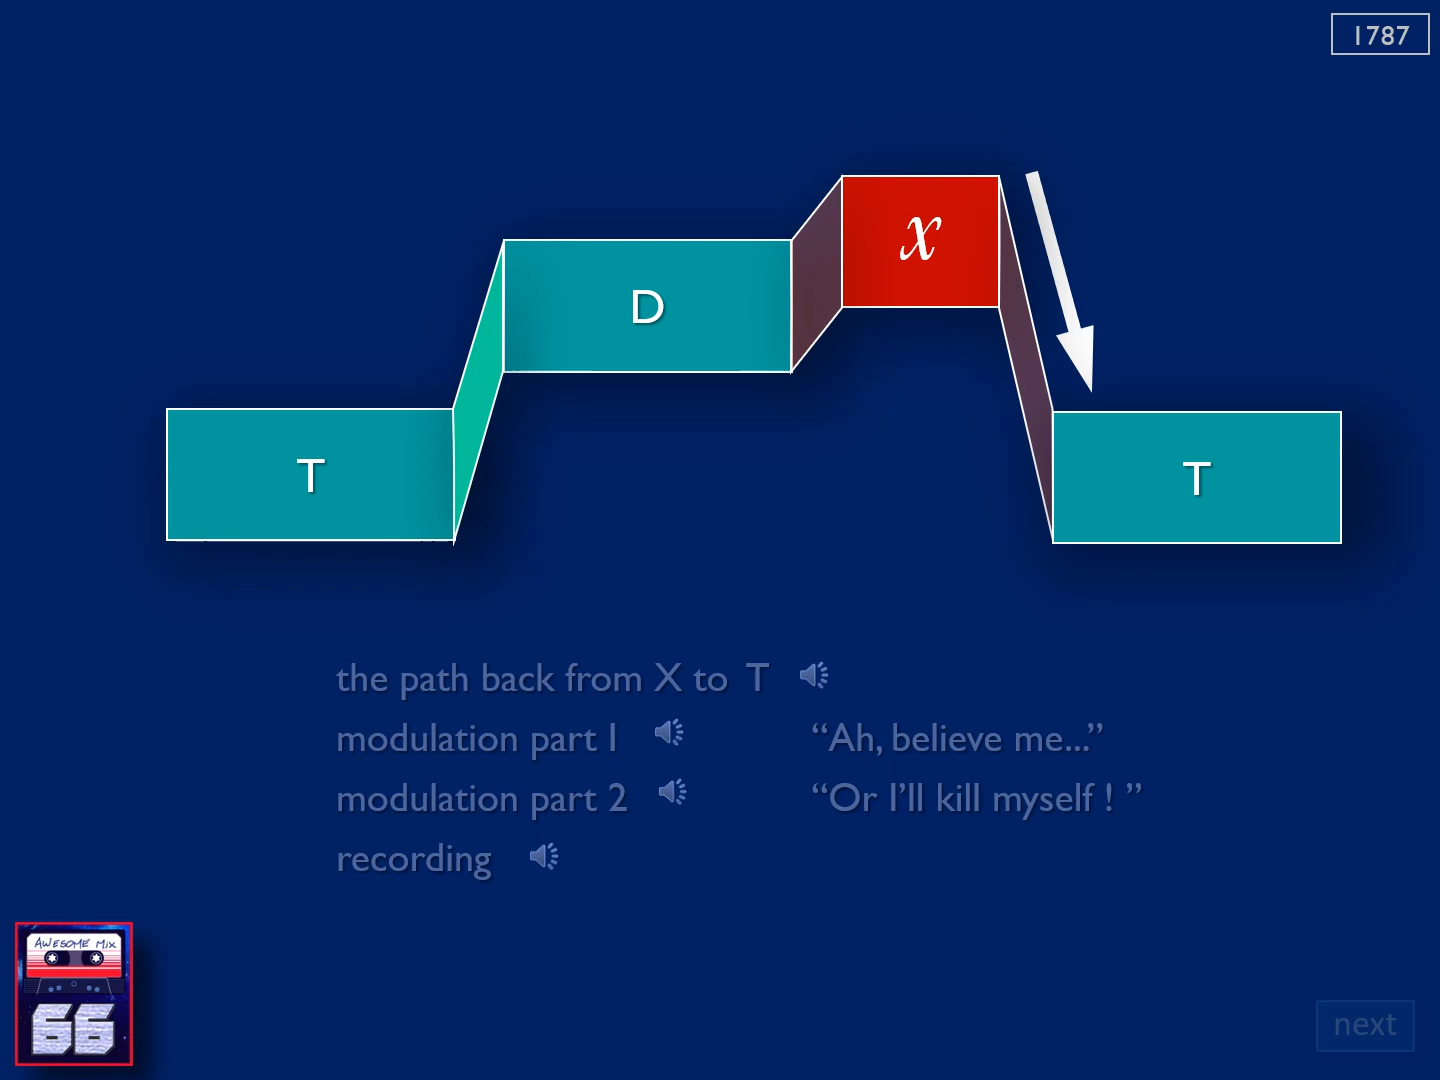 1787
x
D
T
T
the path back from X to T
modulation part 1 “Ah, believe me...”
modulation part 2 “Or I’ll kill myself ! ”
recording
AWESOME MIX
66
next